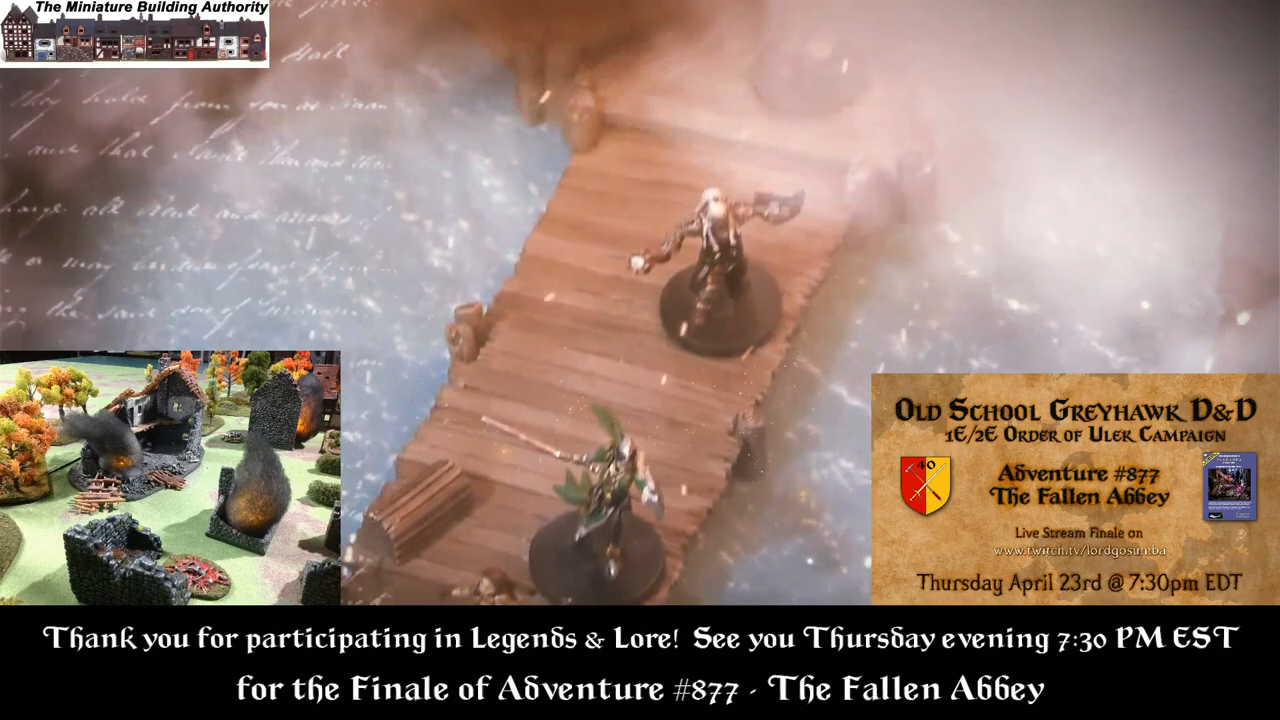 The Miniature Building Authority
Hall
Old School Greyhawk D&D
1E/2E Order of Ulek Campaign
40
Adventure #877
The Fallen Abbey
Live Stream Finale on
www.twitch.tv/lordgosumba
Thursday April 23rd @ 7:30pm EDT
Thank you for participating in Legends & Lore! See you Thursday evening 7:30 PM EST
for the Finale of Adventure #877 - The Fallen Abbey